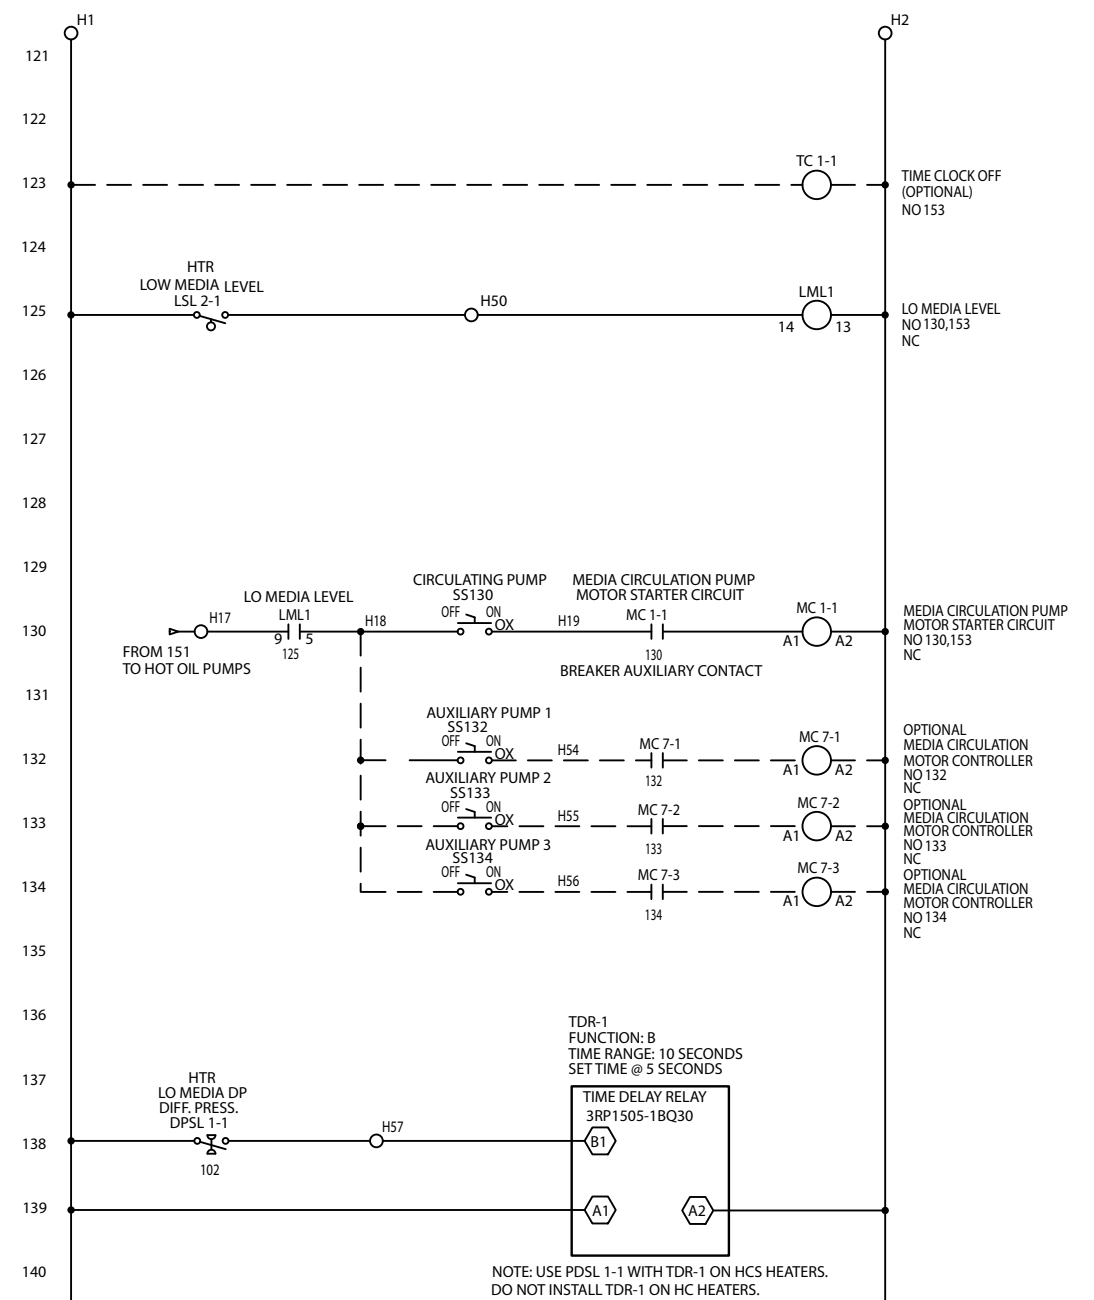 H1
H2
121
122
TC 1-1
123
TIME CLOCK OFF
(OPTIONAL)
NO 153
124
HTR
LOW MEDIA LEVEL
LSL 2-1
H50
LML1
125
14
13
LO MEDIA LEVEL
NO 130,153
NC
126
127
128
129
CIRCULATING PUMP
SS130
OFF ON
OX
MEDIA CIRCULATION PUMP
MOTOR STARTER CIRCUIT
LO MEDIA LEVEL
LML1
H17
9
5
125
H18
H19
MC 1-1
130
MC 1-1
A1
A2
130
FROM 151
TO HOT OIL PUMPS
BREAKER AUXILIARY CONTACT
MEDIA CIRCULATION PUMP
MOTOR STARTER CIRCUIT
NO 130,153
NC
131
AUXILIARY PUMP 1
SS132
OFF ON
OX
132
H54
MC 7-1
132
MC 7-1
A1
A2
OPTIONAL
MEDIA CIRCULATION
MOTOR CONTROLLER
NO 132
NC
AUXILIARY PUMP 2
SS133
OFF ON
OX
133
H55
MC 7-2
133
MC 7-2
A1
A2
OPTIONAL
MEDIA CIRCULATION
MOTOR CONTROLLER
NO 133
NC
AUXILIARY PUMP 3
SS134
OFF ON
OX
134
H56
MC 7-3
134
MC 7-3
A1
A2
OPTIONAL
MEDIA CIRCULATION
MOTOR CONTROLLER
NO 134
NC
135
136
TDR-1
FUNCTION: B
TIME RANGE: 10 SECONDS
SET TIME @ 5 SECONDS
137
HTR
LO MEDIA DP
DIFF. PRESS.
DPSL 1-1
102
H57
TIME DELAY RELAY
3RP1505-1BQ30
138
B1
139
A1
A2
140
NOTE: USE PDSL 1-1 WITH TDR-1 ON HCS HEATERS.
DO NOT INSTALL TDR-1 ON HC HEATERS.